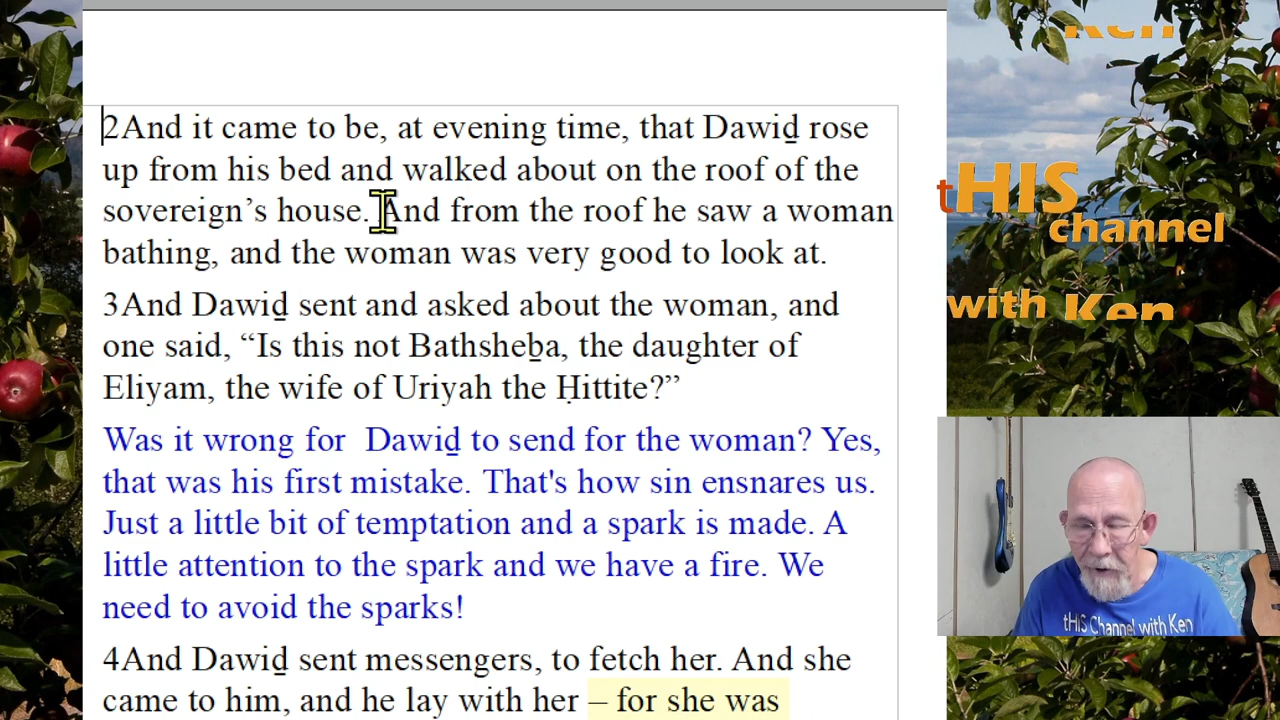 2And it came to be, at evening time, that Dawiḏ rose
up from his bed and walked about on the roof of the
sovereign’s house. And from the roof he saw a woman
bathing, and the woman was very good to look at.
3And Dawiḏ sent and asked about the woman, and
one said, “Is this not Bathsheḇa, the daughter of
Eliyam, the wife of Uriyah the Ḥittite?”
Was it wrong for  Dawiḏ to send for the woman? Yes,
that was his first mistake. That's how sin ensnares us.
Just a little bit of temptation and a spark is made. A
little attention to the spark and we have a fire. We
need to avoid the sparks!
4And Dawiḏ sent messengers, to fetch her. And she
came to him, and he lay with her – for she was
Ken
tHIS
channel
with Ken
tHIS Channel with Ken